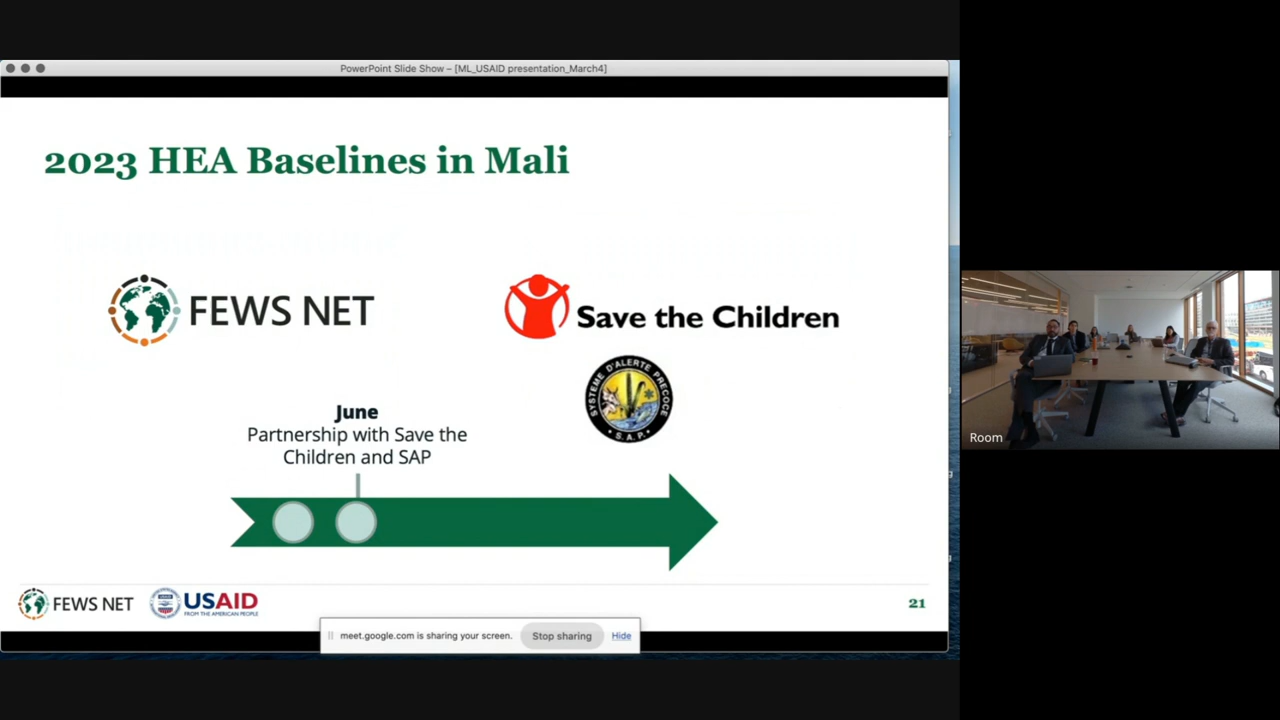 PowerPoint Slide Show – [ML_USAID presentation_March4]
2023 HEA Baselines in Mali
FEWS NET
Save the Children
SYSTEME D'ALERTE PRECOCE
• S.A.P. •
June
Partnership with Save the
Children and SAP
FEWS NET
USAID
FROM THE AMERICAN PEOPLE
21
meet.google.com is sharing your screen.
Stop sharing
Hide
Room